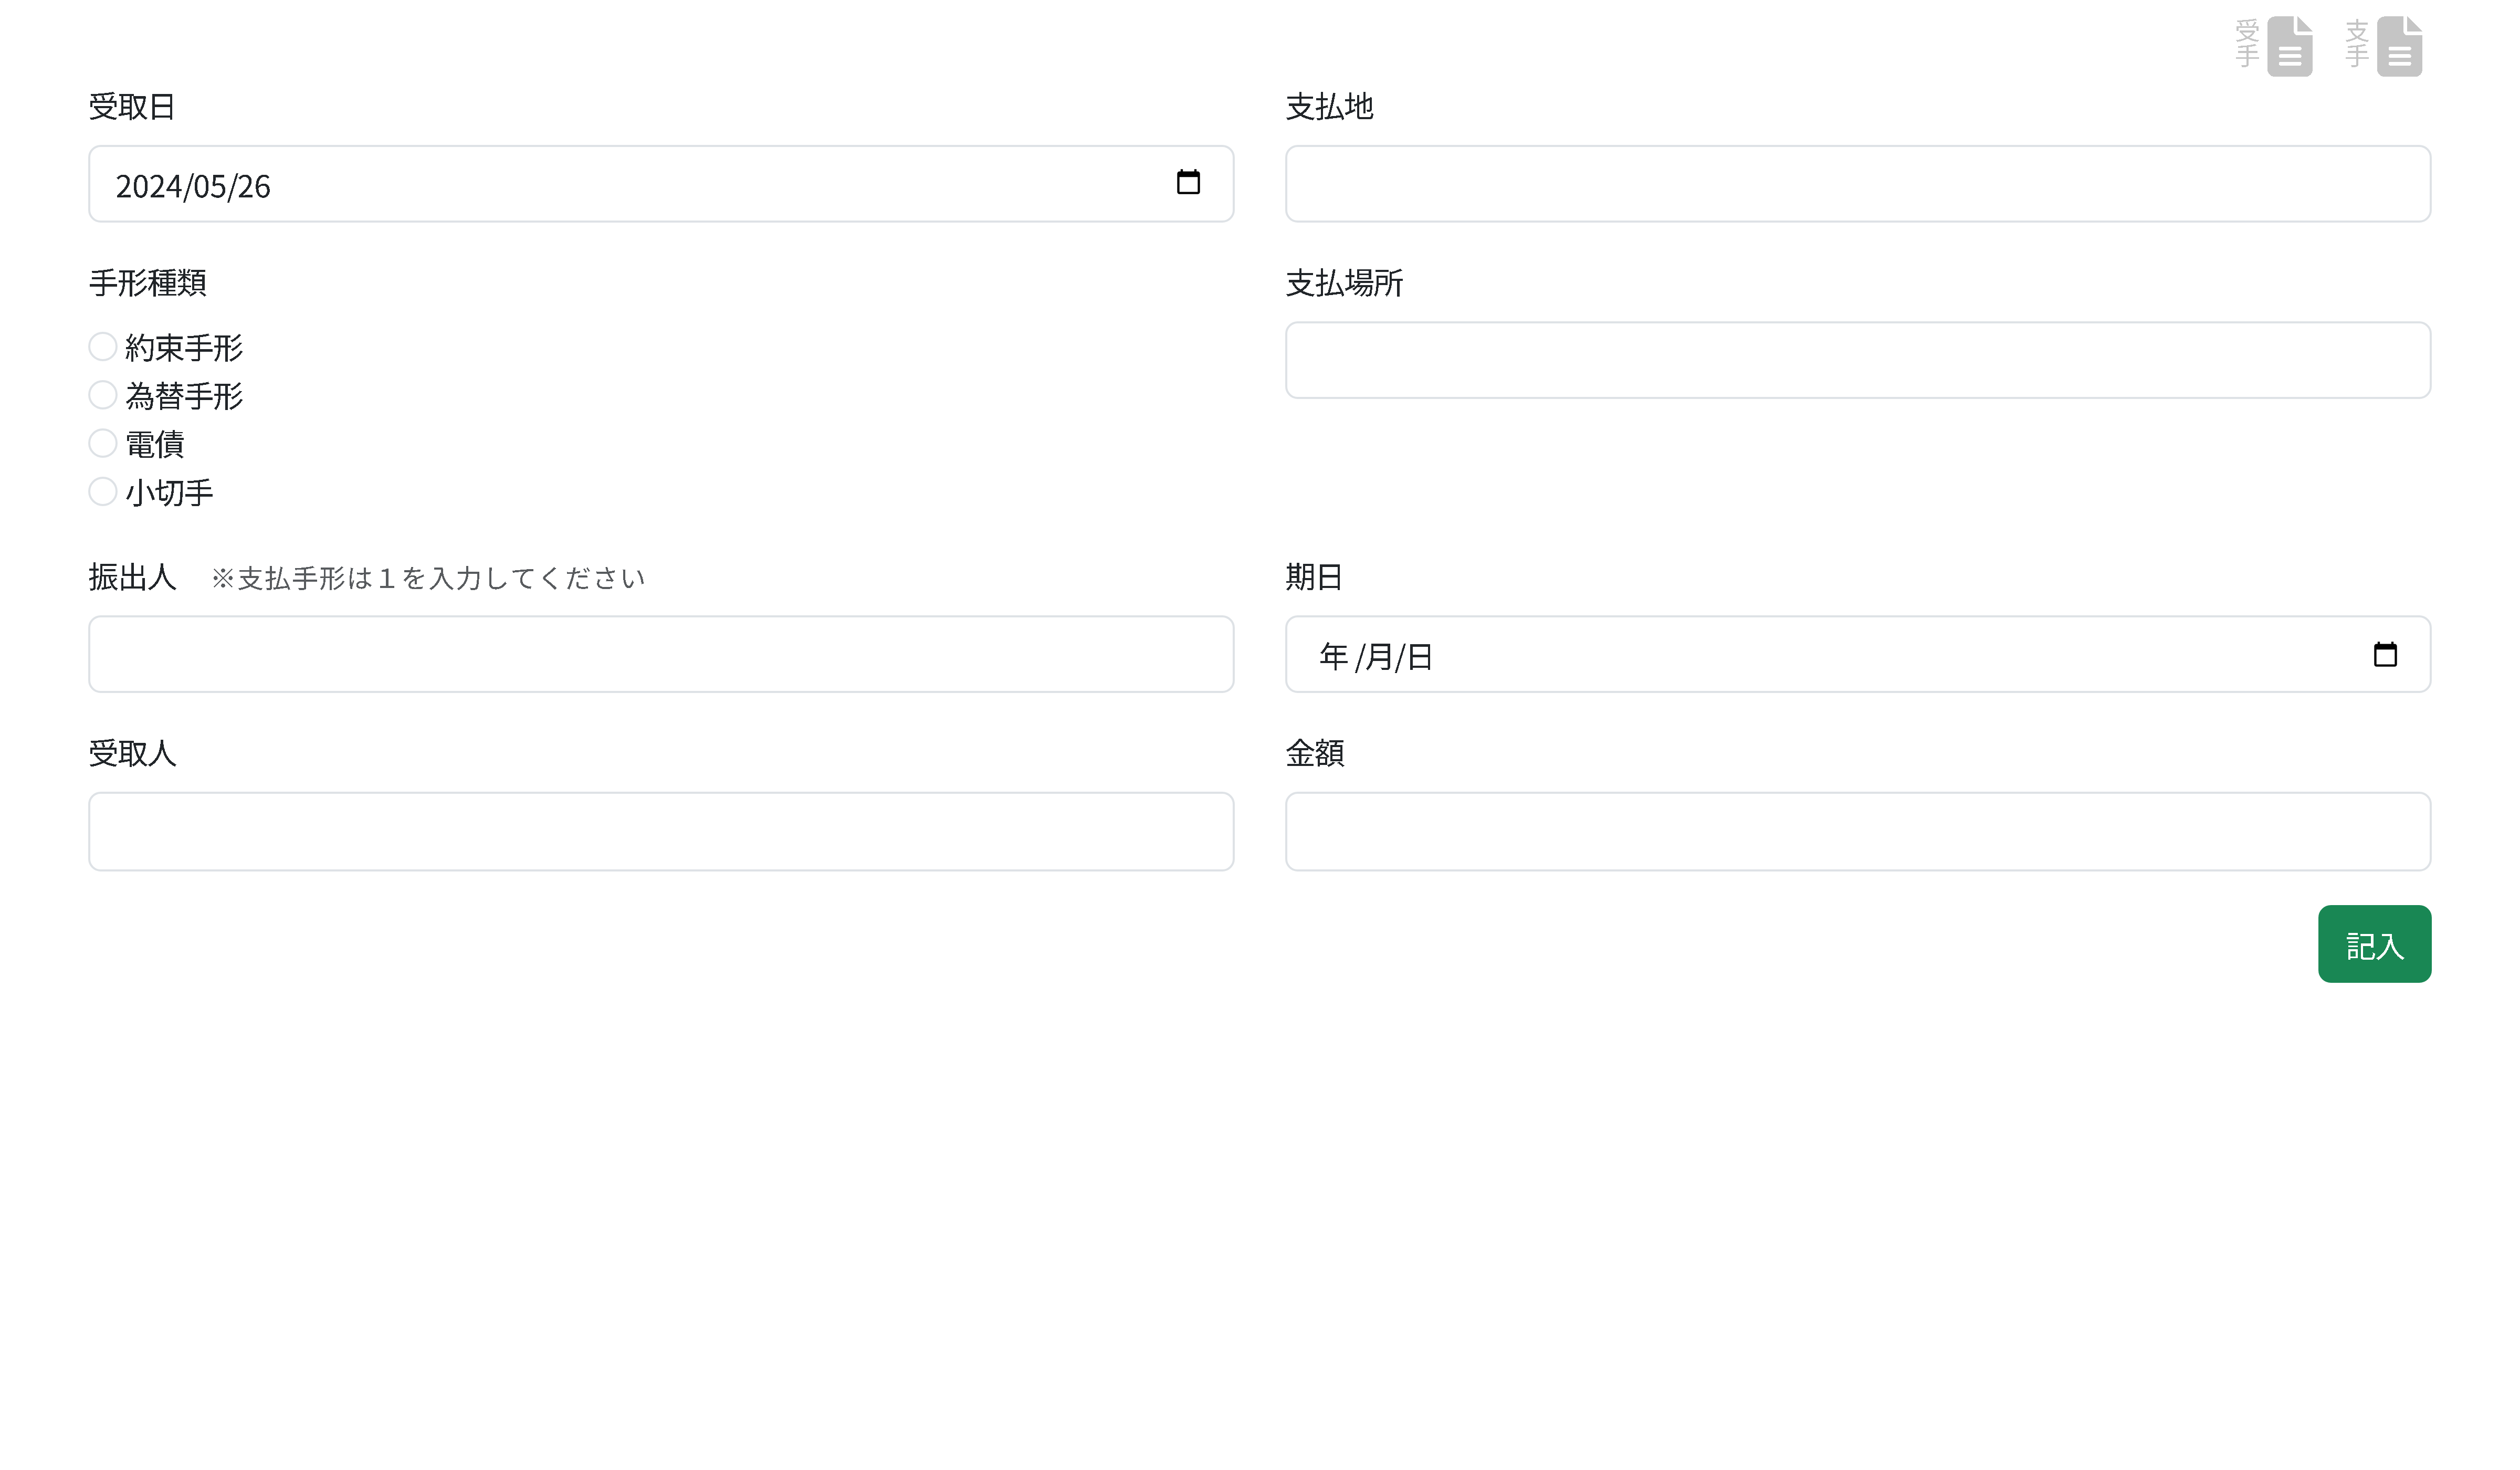 受手
支手
受取日
2024/05/26
支払地
手形種類
約束手形
為替手形
電債
小切手
支払場所
振出人 ※支払手形は1を入力してください
期日
年/月/日
受取人
金額
記入